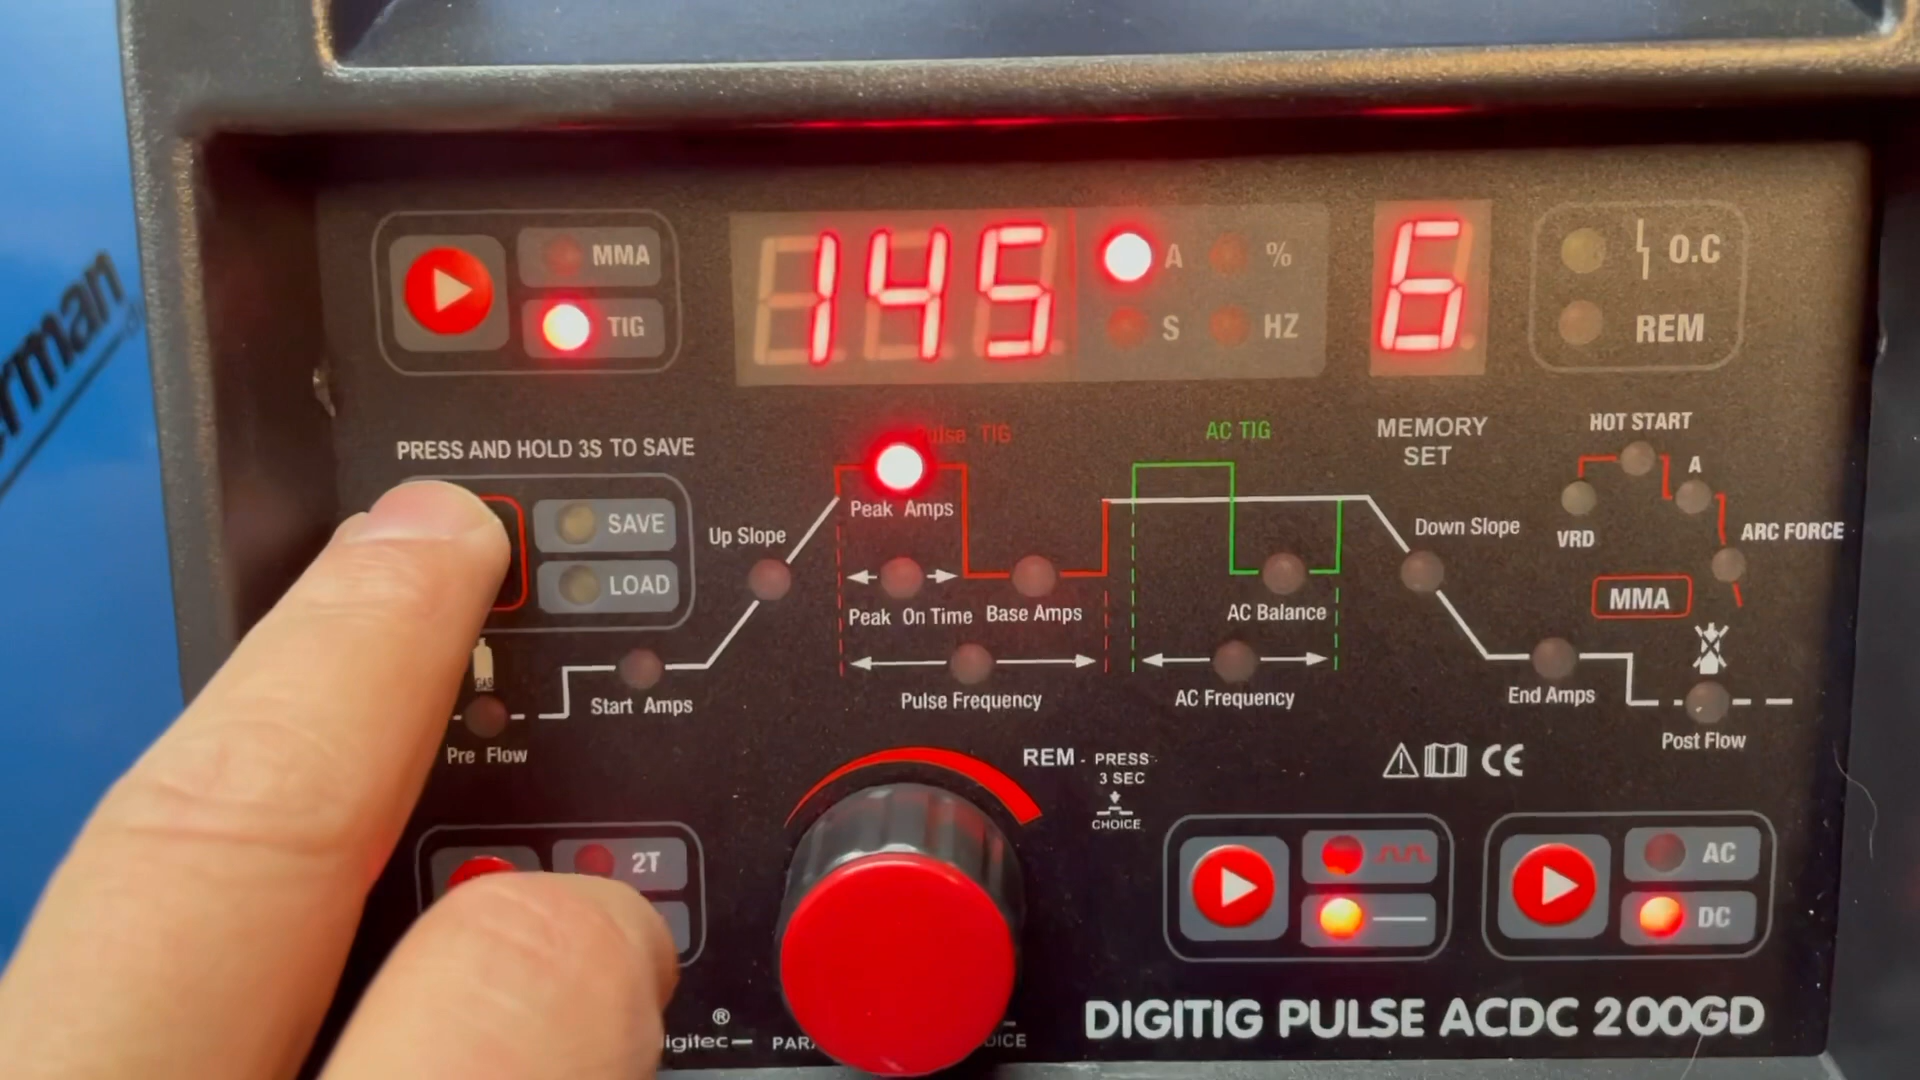 MMA
TIG
145
A
%
S
HZ
6
O.C
REM
PRESS AND HOLD 3S TO SAVE
SAVE
LOAD
Pulse TIG
AC TIG
MEMORY
SET
HOT START
A
VRD
ARC FORCE
MMA
Up Slope
Peak Amps
Peak On Time
Base Amps
AC Balance
Down Slope
GAS
Pre Flow
Start Amps
Pulse Frequency
AC Frequency
End Amps
Post Flow
REM - PRESS
3 SEC
CHOICE
CE
2T
AC
DC
DIGITIG PULSE ACDC 200GD